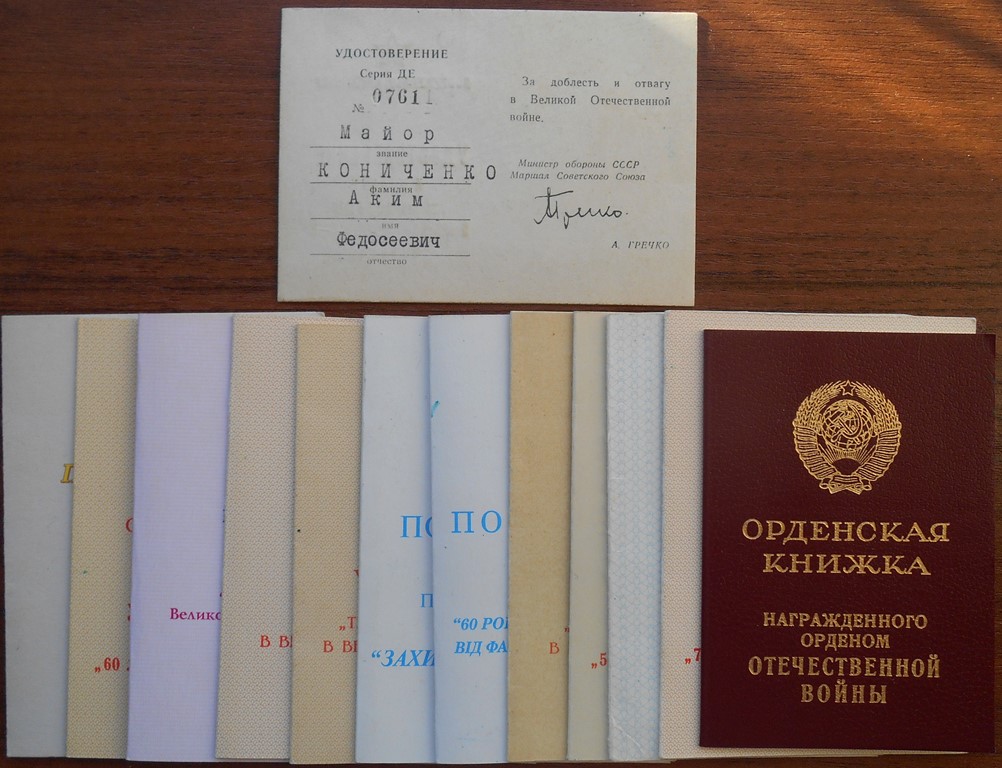 УДОСТОВЕРЕНИЕ
Серия ДЕ
№ 07611
Майор
звание
КОНИЧЕНКО
фамилия
Аким
имя
Федосеевич
отчество
За доблесть и отвагу
в Великой Отечественной
войне.
Министр обороны СССР
Маршал Советского Союза
Гречко
А. ГРЕЧКО
„60
Велико
В ВЕ
„Т
В ВІ
ПО
П
“ЗАХИ
ПО
“60 РО
ВІД ФА
В
„5
„7
ОРДЕНСКАЯ
КНИЖКА
НАГРАЖДЕННОГО
ОРДЕНОМ
ОТЕЧЕСТВЕННОЙ
ВОЙНЫ